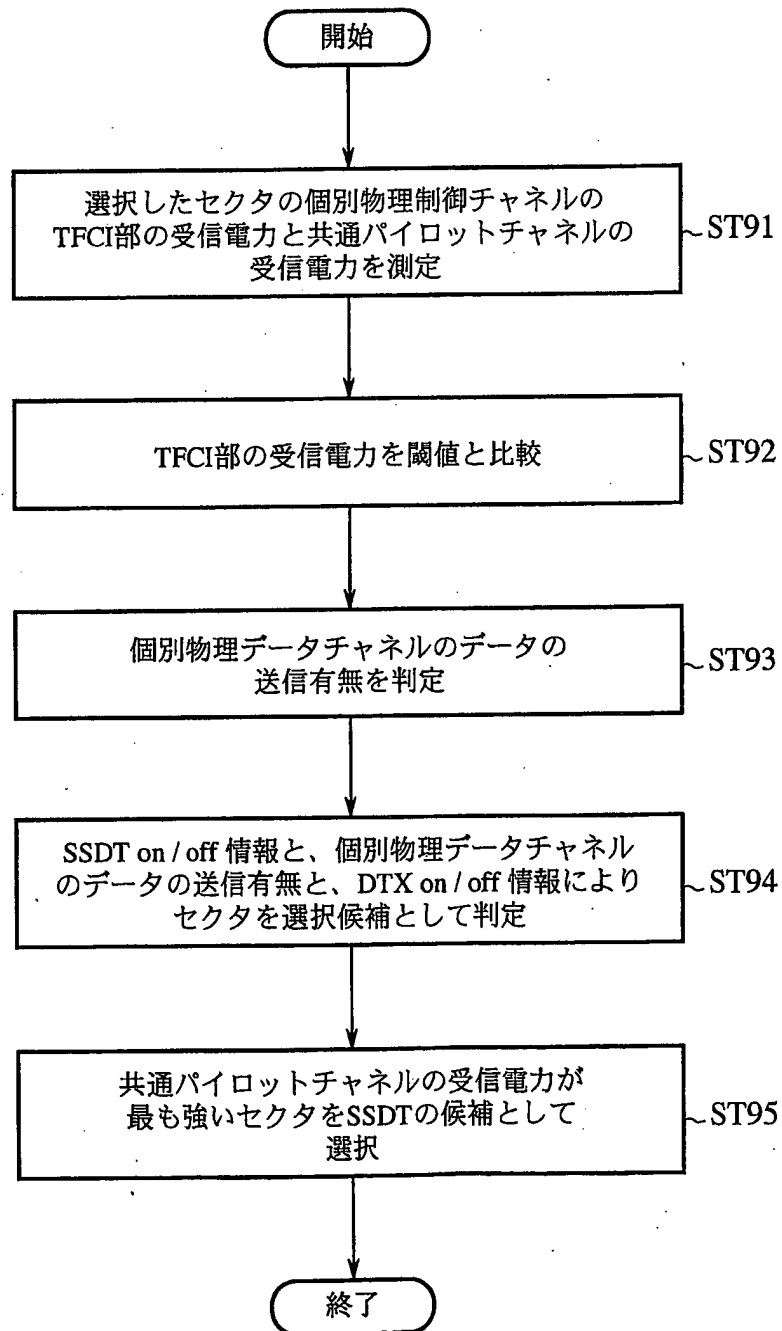 開始
選択したセクタの個別物理制御チャネルの
TFCI部の受信電力と共通パイロットチャネルの
受信電力を測定
~ST91
TFCI部の受信電力を閾値と比較
~ST92
個別物理データチャネルのデータの
送信有無を判定
~ST93
SSDT on / off 情報と、個別物理データチャネル
のデータの送信有無と、DTX on / off 情報により
セクタを選択候補として判定
~ST94
共通パイロットチャネルの受信電力が
最も強いセクタをSSDTの候補として
選択
~ST95
終了